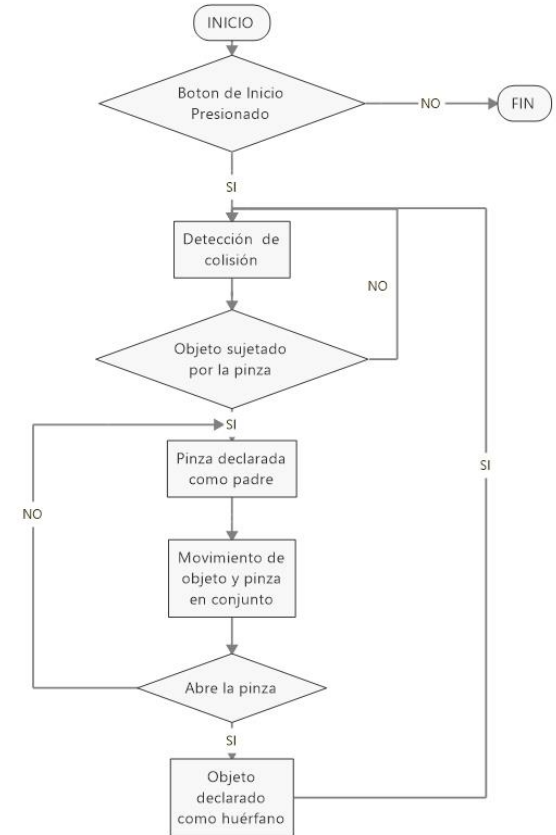 INICIO
Boton de Inicio
Presionado
NO
FIN
SI
Detección de
colisión
NO
Objeto sujetado
por la pinza
SI
Pinza declarada
como padre
SI
NO
Movimiento de
objeto y pinza
en conjunto
Abre la pinza
SI
Objeto
declarado
como huérfano